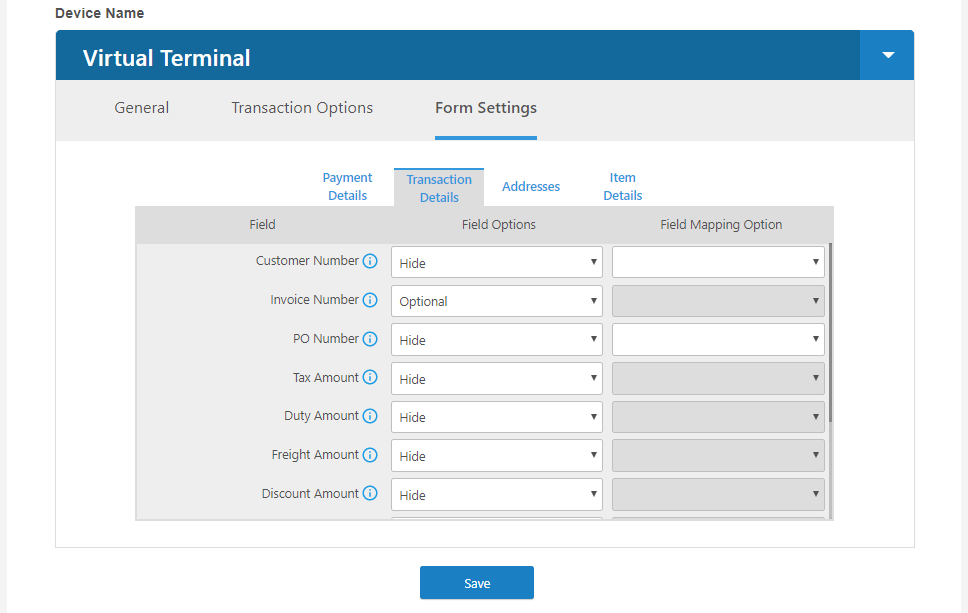 Device Name
Virtual Terminal
General Transaction Options Form Settings
Payment Details
Transaction Details
Addresses
Item Details
Field Field Options Field Mapping Option
Customer Number Hide
Invoice Number Optional
PO Number Hide
Tax Amount Hide
Duty Amount Hide
Freight Amount Hide
Discount Amount Hide
Save